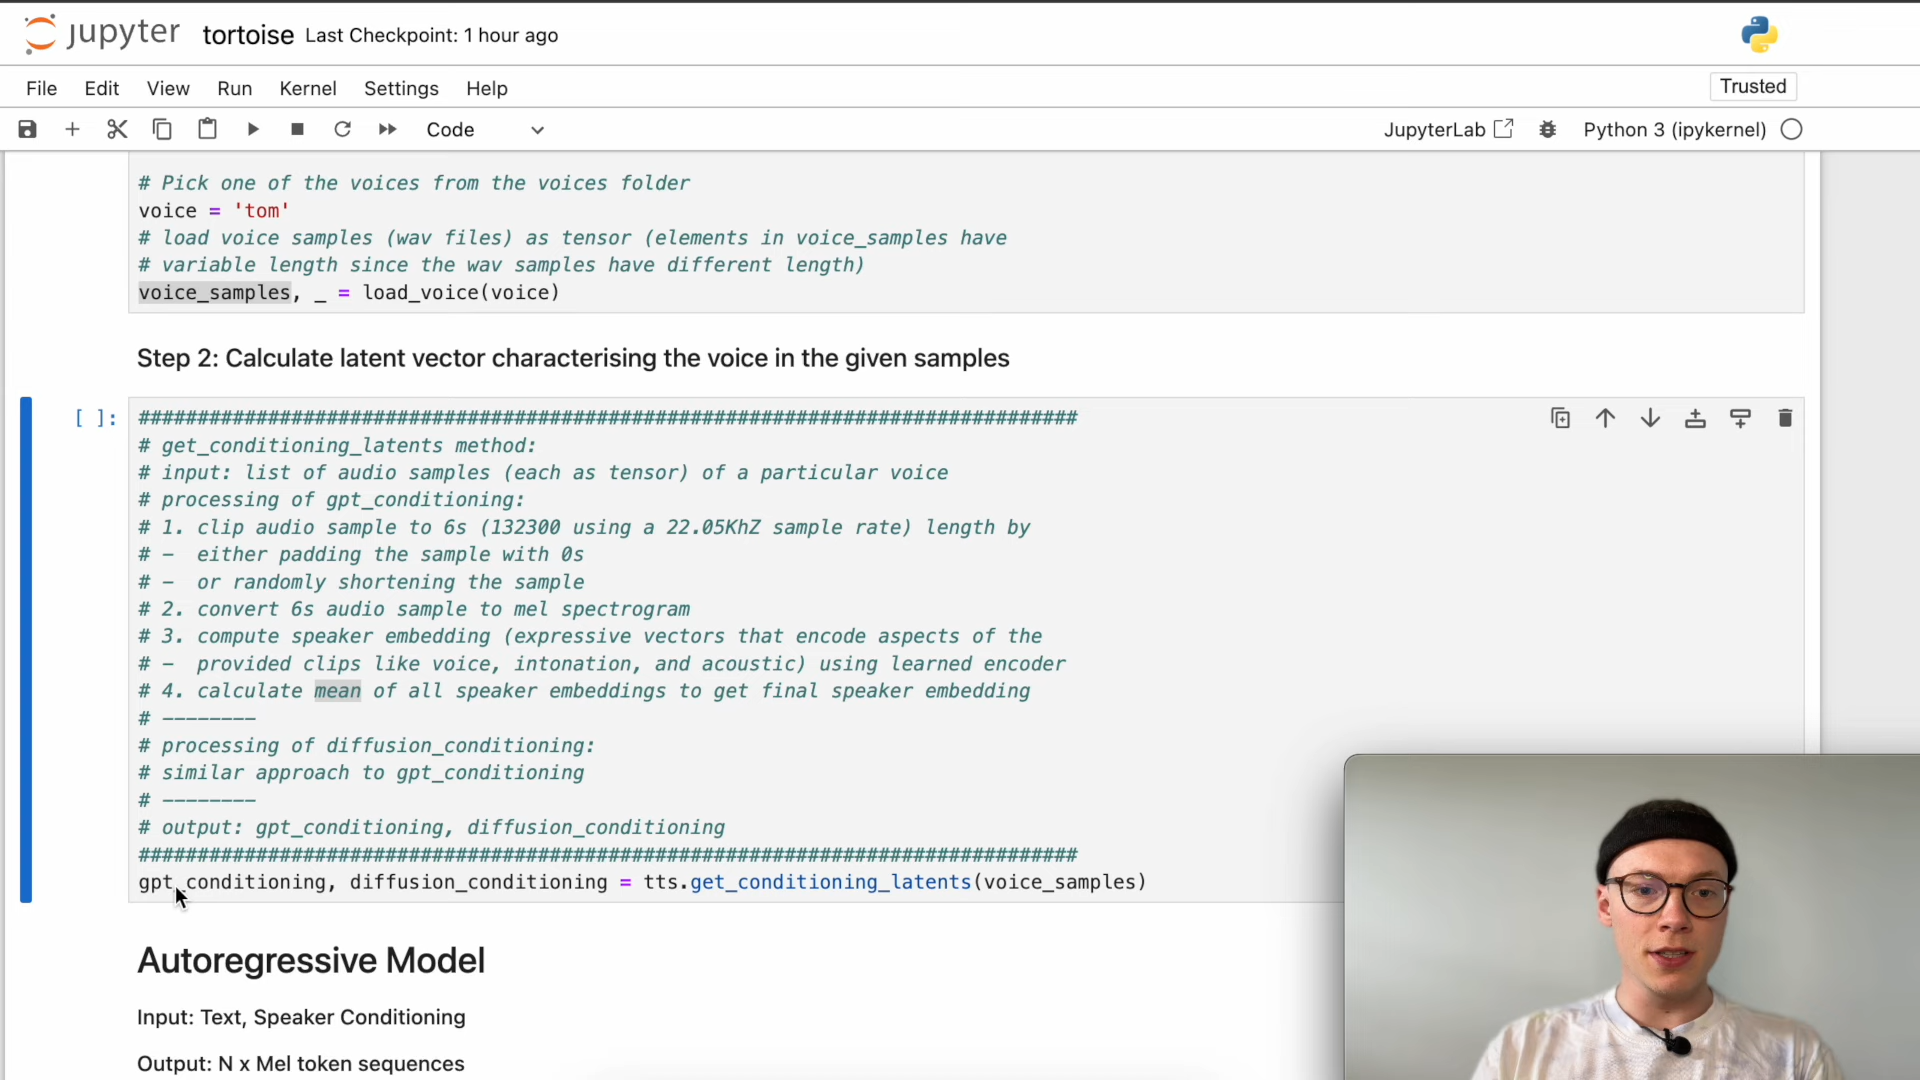 jupyter tortoise Last Checkpoint: 1 hour ago
File Edit View Run Kernel Settings Help Trusted
Code JupyterLab Python 3 (ipykernel)
# Pick one of the voices from the voices folder
voice = 'tom'
# load voice samples (wav files) as tensor (elements in voice_samples have
# variable length since the wav samples have different length)
voice_samples, _ = load_voice(voice)
Step 2: Calculate latent vector characterising the voice in the given samples
[ ]: ################################################################################
# get_conditioning_latents method:
# input: list of audio samples (each as tensor) of a particular voice
# processing of gpt_conditioning:
# 1. clip audio sample to 6s (132300 using a 22.05KhZ sample rate) length by
# -  either padding the sample with 0s
# -  or randomly shortening the sample
# 2. convert 6s audio sample to mel spectrogram
# 3. compute speaker embedding (expressive vectors that encode aspects of the
# -  provided clips like voice, intonation, and acoustic) using learned encoder
# 4. calculate mean of all speaker embeddings to get final speaker embedding
# --------
# processing of diffusion_conditioning:
# similar approach to gpt_conditioning
# --------
# output: gpt_conditioning, diffusion_conditioning
################################################################################
gpt_conditioning, diffusion_conditioning = tts.get_conditioning_latents(voice_samples)
Autoregressive Model
Input: Text, Speaker Conditioning
Output: N x Mel token sequences